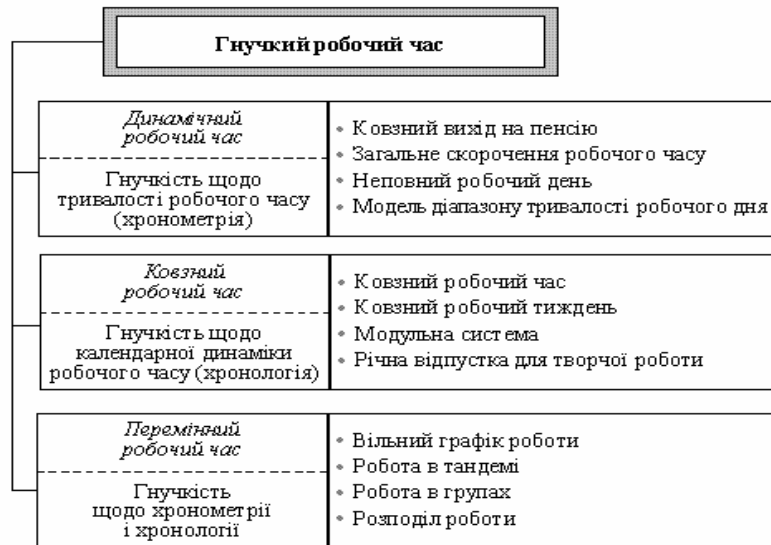 Гнучкий робочий час
Динамічний
робочий час
Гнучкість щодо
тривалості робочого часу
(хронометрія)
• Ковзний вихід на пенсію
• Загальне скорочення робочого часу
• Неповний робочий день
• Модель діапазону тривалості робочого дня
Ковзний
робочий час
Гнучкість щодо
календарної динаміки
робочого часу (хронологія)
• Ковзний робочий час
• Ковзний робочий тиждень
• Модульна система
• Річна відпустка для творчої роботи
Перемінний
робочий час
Гнучкість
щодо хронометрії
і хронології
• Вільний графік роботи
• Робота в тандемі
• Робота в групах
• Розподіл роботи